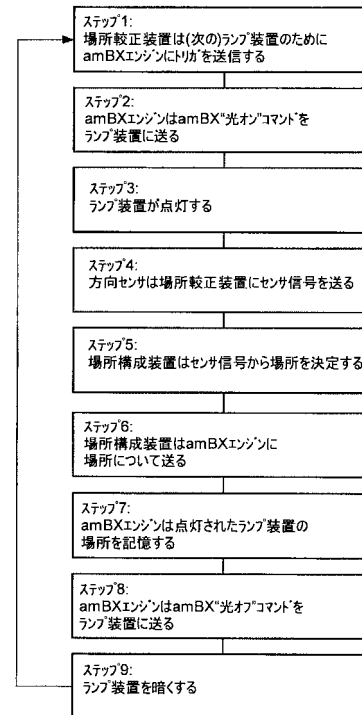 ステップ1:
場所較正装置は(次の)ランプ装置のために
amBXエンジンにトリガを送信する
ステップ2:
amBXエンジンはamBX“光オン”コマンドを
ランプ装置に送る
ステップ3:
ランプ装置が点灯する
ステップ4:
方向センサは場所較正装置にセンサ信号を送る
ステップ5:
場所構成装置はセンサ信号から場所を決定する
ステップ6:
場所構成装置はamBXエンジンに
場所について送る
ステップ7:
amBXエンジンは点灯されたランプ装置の
場所を記憶する
ステップ8:
amBXエンジンはamBX“光オフ”コマンドを
ランプ装置に送る
ステップ9:
ランプ装置を暗くする